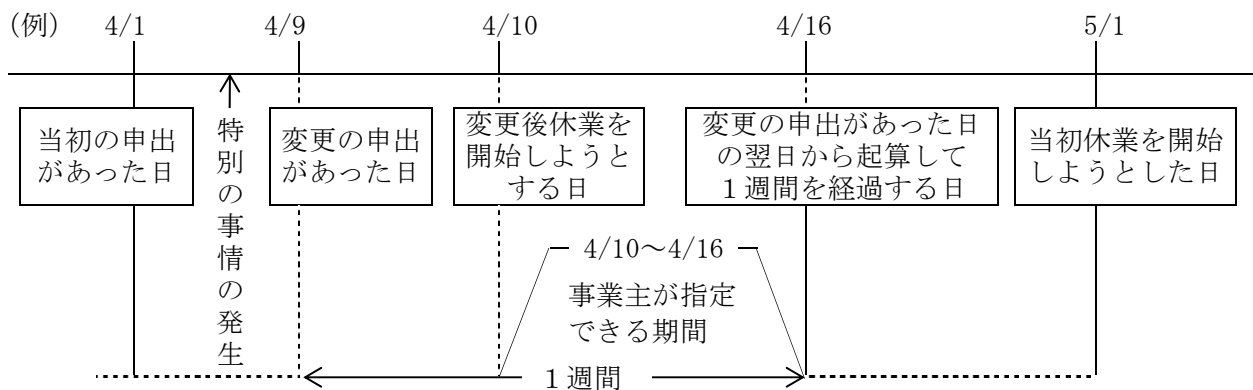 (例) 4/1 4/9 4/10 4/16 5/1
当初の申出
があった日
特別の事情の発生
変更の申出
があった日
変更後休業を
開始しようと
する日
変更の申出があった日
の翌日から起算して
１週間を経過する日
当初休業を開始
しようとした日
4/10～4/16
事業主が指定
できる期間
１週間